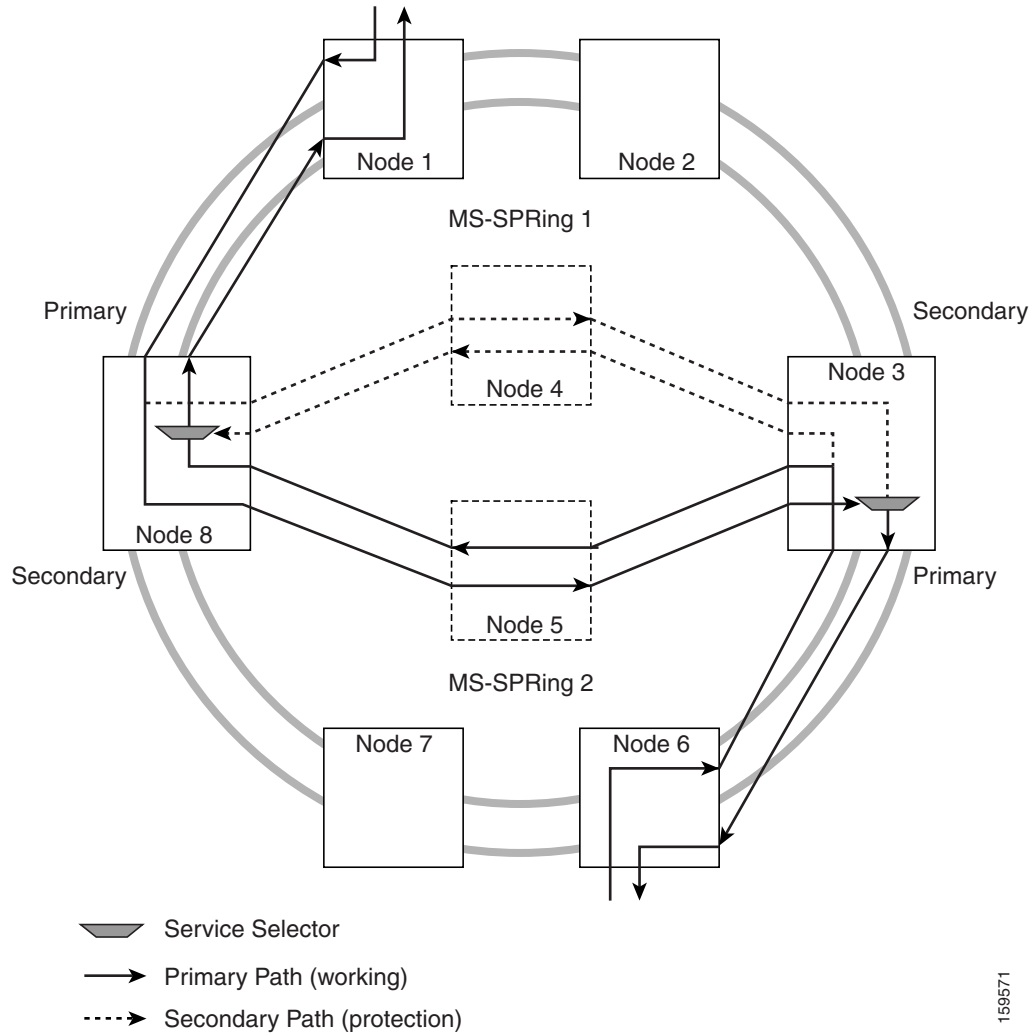 Node 1
Node 2
MS-SPRing 1
Primary
Secondary
Node 4
Node 3
Node 8
Secondary
Primary
Node 5
MS-SPRing 2
Node 7
Node 6
Service Selector
Primary Path (working)
Secondary Path (protection)
159571